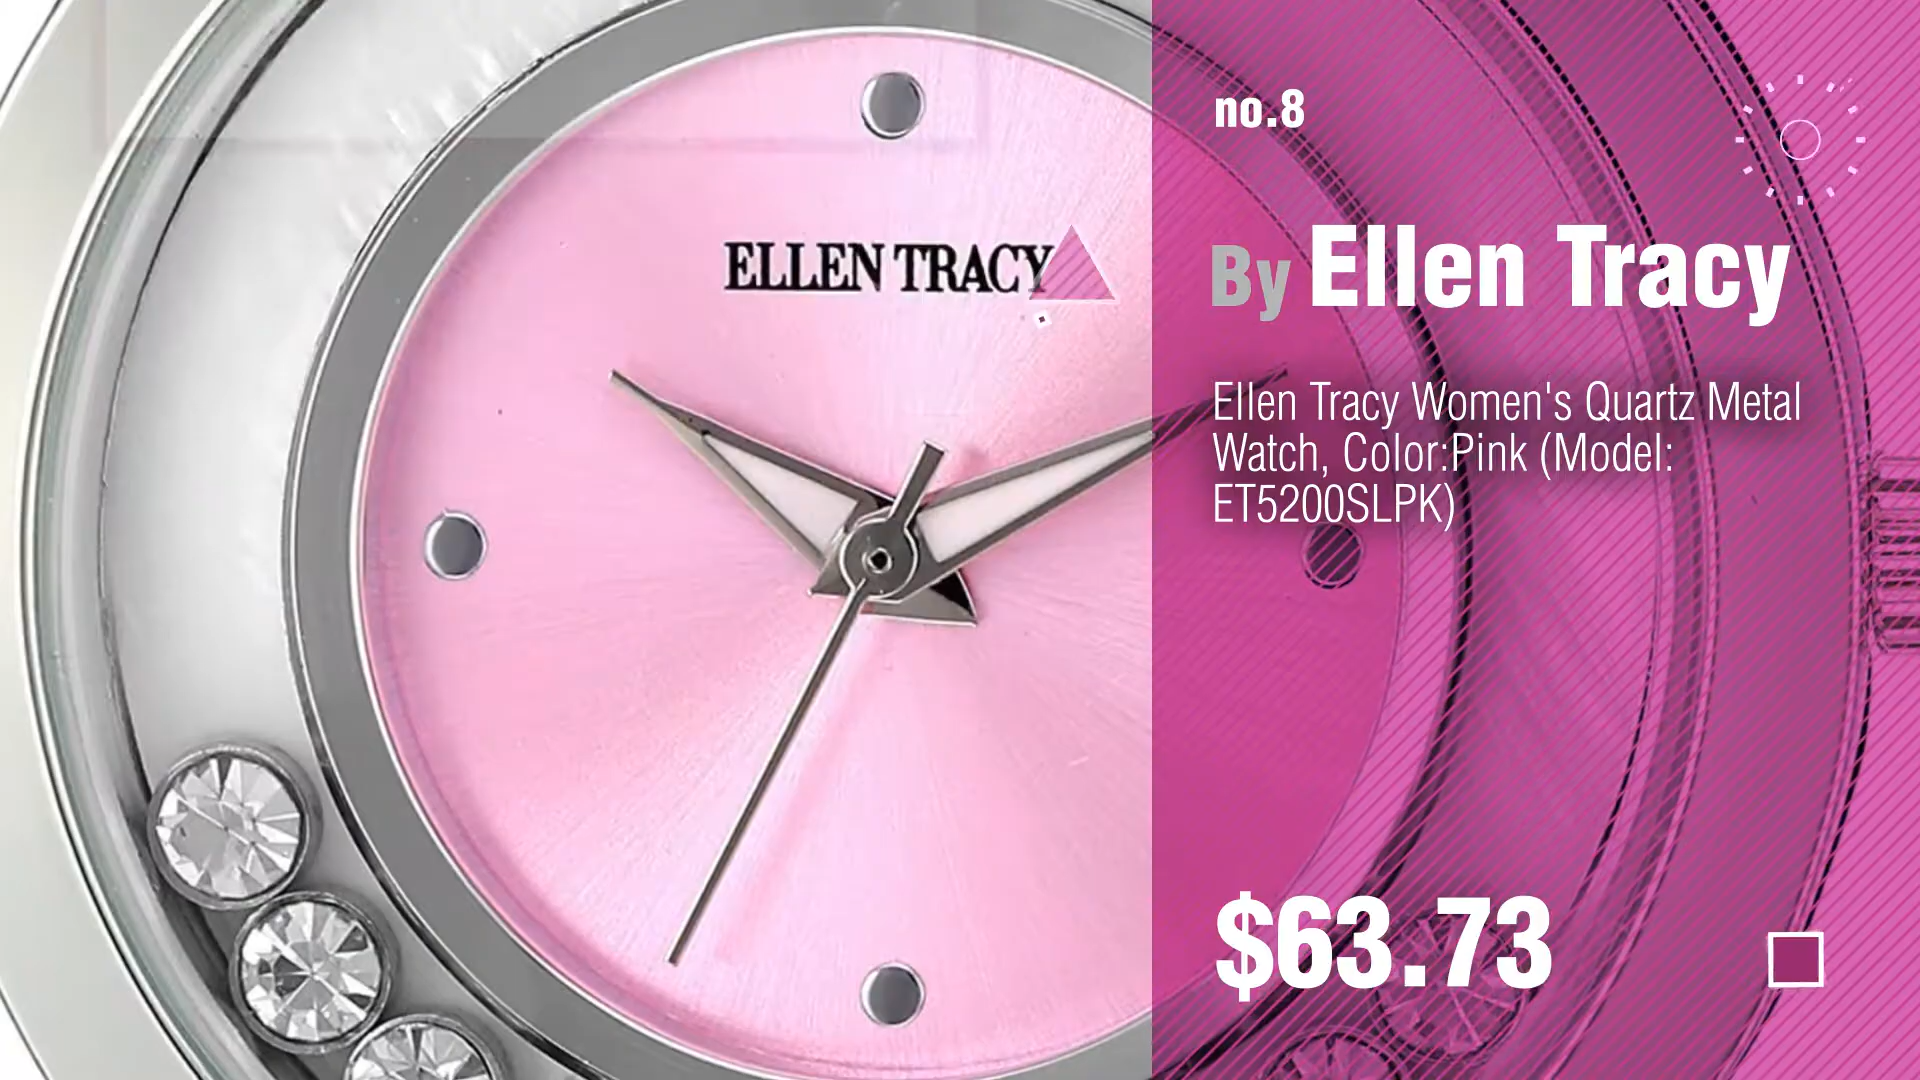 ELLEN TRACY
no.8
By Ellen Tracy
Ellen Tracy Women's Quartz Metal
Watch, Color:Pink (Model:
ET5200SLPK)
$63.73